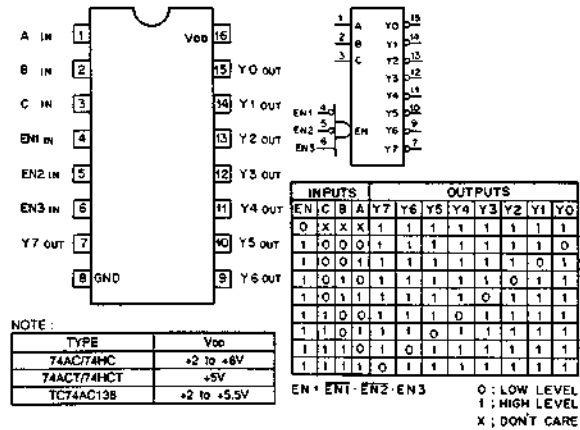 A IN 1
B IN 2
C IN 3
EN1 IN 4
EN2 IN 5
EN3 IN 6
Y7 OUT 7
8 GND
VDD 16
15 Y0 OUT
14 Y1 OUT
13 Y2 OUT
12 Y3 OUT
11 Y4 OUT
10 Y5 OUT
9 Y6 OUT
1 A Y0 15
2 B Y1 14
3 C Y2 13
Y3 12
Y4 11
EN1 4 Y5 10
EN2 5 EN Y6 9
EN3 6 Y7 7
INPUTS OUTPUTS
EN C B A Y7 Y6 Y5 Y4 Y3 Y2 Y1 Y0
0 X X X 1 1 1 1 1 1 1 1
1 0 0 0 1 1 1 1 1 1 1 0
1 0 0 1 1 1 1 1 1 1 0 1
1 0 1 0 1 1 1 1 1 0 1 1
1 0 1 1 1 1 1 1 0 1 1 1
1 1 0 0 1 1 1 0 1 1 1 1
1 1 0 1 1 1 0 1 1 1 1 1
1 1 1 0 1 0 1 1 1 1 1 1
1 1 1 1 0 1 1 1 1 1 1 1
NOTE :
TYPE VDD
74AC/74HC +2 to +6V
74ACT/74HCT +5V
TC74AC138 +2 to +5.5V
EN = EN1 · EN2 · EN3
0 ; LOW LEVEL
1 ; HIGH LEVEL
X ; DON'T CARE